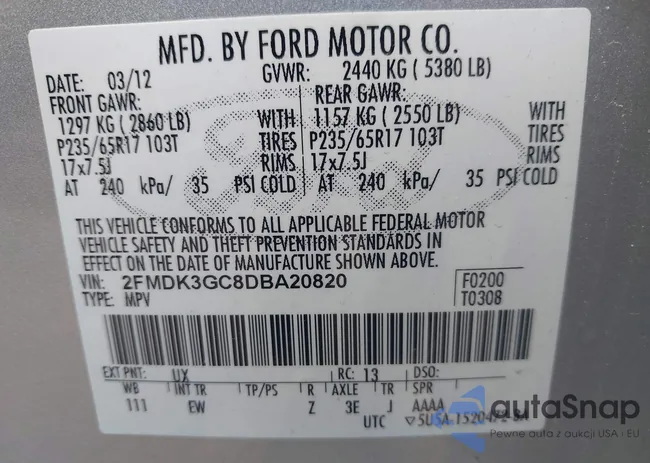 MFD. BY FORD MOTOR CO.
DATE: 03/12 GVWR: 2440 KG ( 5380 LB)
FRONT GAWR: REAR GAWR:
1297 KG ( 2860 LB) WITH 1157 KG ( 2550 LB) WITH
P235/65R17 103T TIRES P235/65R17 103T TIRES
17x7.5J RIMS 17x7.5J RIMS
AT 240 kPa/ 35 PSI COLD AT 240 kPa/ 35 PSI COLD
Ford
THIS VEHICLE CONFORMS TO ALL APPLICABLE FEDERAL MOTOR
VEHICLE SAFETY AND THEFT PREVENTION STANDARDS IN
EFFECT ON THE DATE OF MANUFACTURE SHOWN ABOVE.
VIN: 2FMDK3GC8DBA20820 F0200
TYPE: MPV T0308
EXT PNT: UX RC: 13 DSO:
WB INT TR TP/PS R AXLE TR SPR
111 EW Z 3E J AAAA
UTC
autaSnap
Pewne auta z aukcji USA i EU